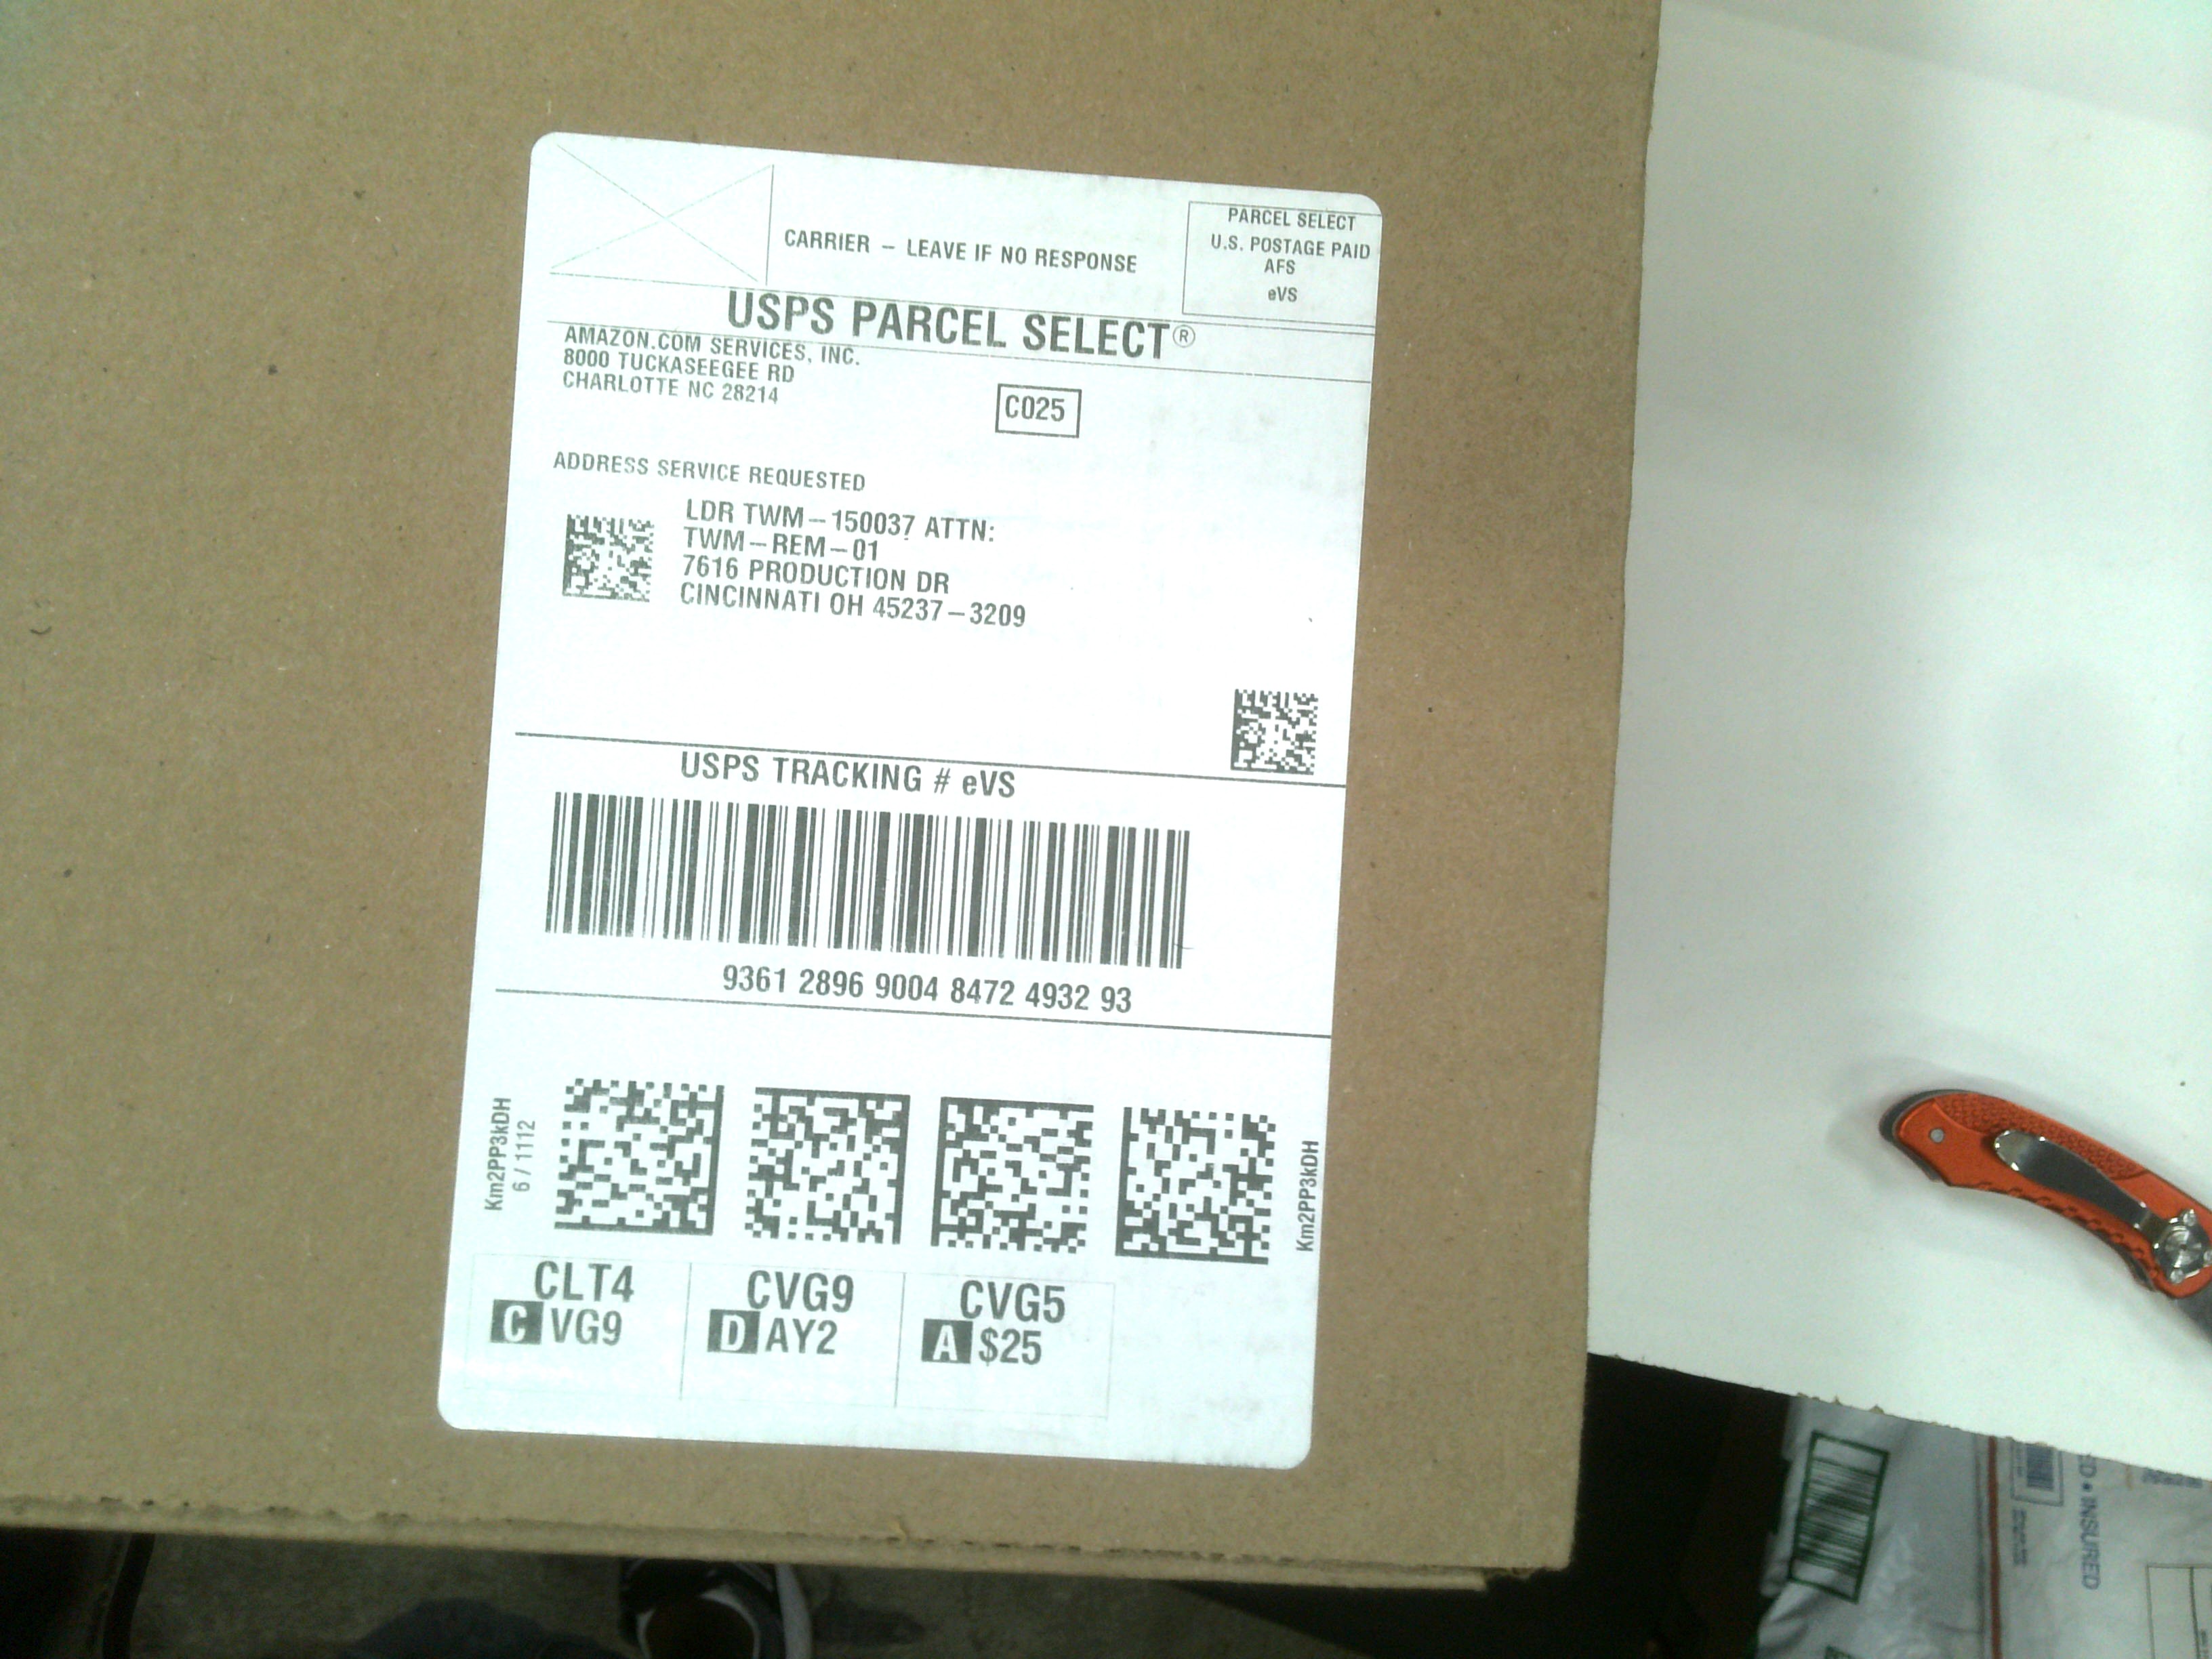 CARRIER – LEAVE IF NO RESPONSE
PARCEL SELECT
U.S. POSTAGE PAID
AFS
eVS
USPS PARCEL SELECT®
AMAZON.COM SERVICES, INC.
8000 TUCKASEEGEE RD
CHARLOTTE NC 28214
C025
ADDRESS SERVICE REQUESTED
LDR TWM–150037 ATTN:
TWM–REM–01
7616 PRODUCTION DR
CINCINNATI OH 45237–3209
USPS TRACKING # eVS
9361 2896 9004 8472 4932 93
Km2PP3kDH
6 / 1112
Km2PP3kDH
CLT4
C VG9
CVG9
D AY2
CVG5
A $25
INSURED